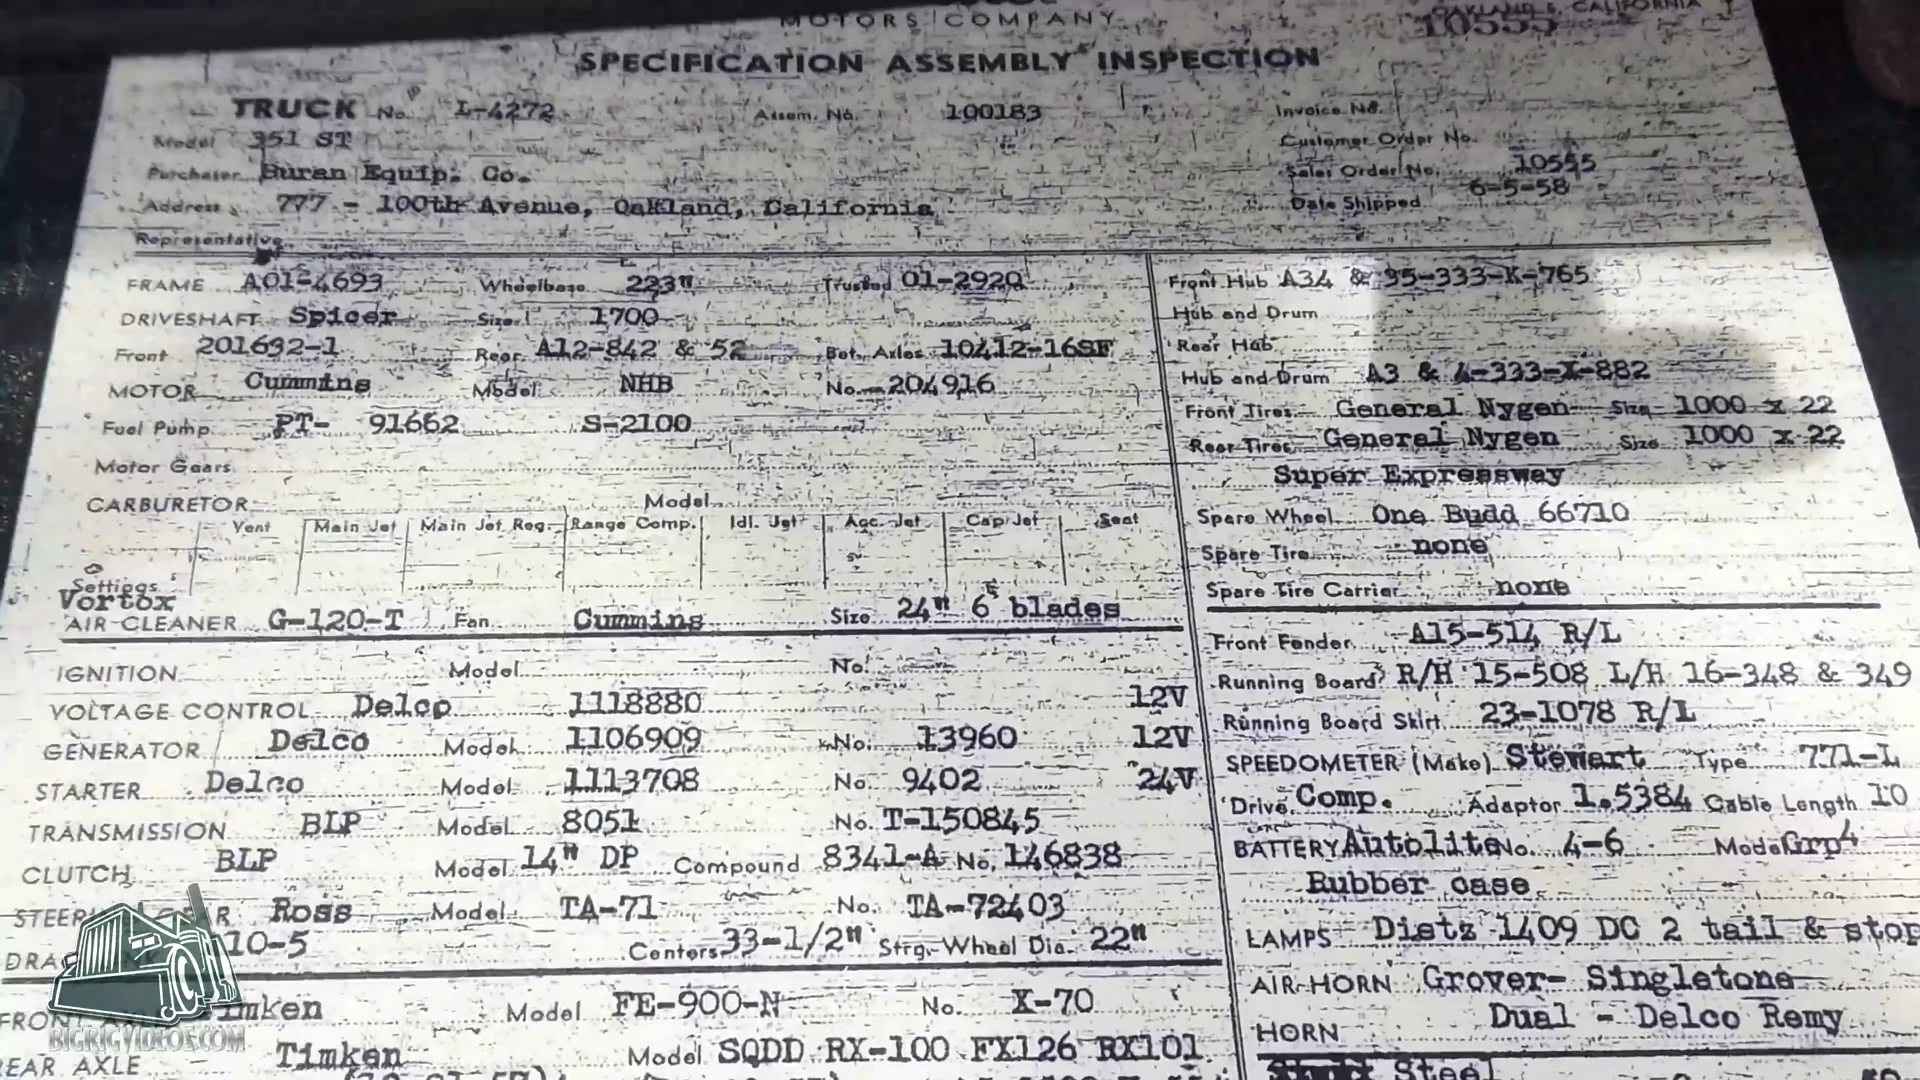 MOTORS COMPANY
OAKLAND 5, CALIFORNIA
10555
SPECIFICATION ASSEMBLY INSPECTION
TRUCK No. L-4272 Assem. No. 100183 Invoice No.
Model 351 ST Customer Order No.
Purchaser Buran Equip. Co. Sales Order No. 10555
Address 777 - 100th Avenue, Oakland, California Date Shipped 6-5-58
Representative
FRAME A01-4693 Wheelbase 223" Trussed 01-2920
DRIVESHAFT Spicer Size 1700
Front 201692-1 Rear A12-842 & 52 Bet. Axles 10412-16SF
MOTOR Cummins Model NHB No. 204916
Fuel Pump PT- 91662 S-2100
Motor Gears
CARBURETOR Model
Vent Main Jet Main Jet Reg. Range Comp. Idl. Jet Acc. Jet Cap Jet Seat
Settings
Vortox
AIR-CLEANER G-120-T Fan Cummins Size 24" 6 blades
IGNITION Model No.
VOLTAGE CONTROL Delco 1118880 12V
GENERATOR Delco Model 1106909 No. 13960 12V
STARTER Delco Model 1113708 No. 9402 24V
TRANSMISSION BLP Model 8051 No. T-150845
CLUTCH BLP Model 14" DP Compound 8341-A No. 146838
Ross Model TA-71 No. TA-72403
10-5 Centers 33-1/2" Strg. Wheel Dia. 22"
Model FE-900-N No. X-70
REAR AXLE Timken Model SQDD RX-100 FX126 RX101
Front Hub A34 & 35-333-K-765
Hub and Drum
Rear Hub
Hub and Drum A3 & 4-333-X-882
Front Tires General Nygen Size 1000 x 22
Rear Tires General Nygen Size 1000 x 22
Super Expressway
Spare Wheel One Budd 66710
Spare Tire none
Spare Tire Carrier none
Front Fender A15-514 R/L
Running Board R/H 15-508 L/H 16-348 & 349
Running Board Skirt 23-1078 R/L
SPEEDOMETER (Make) Stewart Type 771-L
Drive Comp. Adaptor 1.5384 Cable Length 10
BATTERY Autolite No. 4-6 Model Grp4
Rubber case
LAMPS Dietz 1409 DC 2 tail & stop
AIR HORN Grover- Singletone
HORN Dual - Delco Remy
Steel
BIGRIGVIDEOS.COM